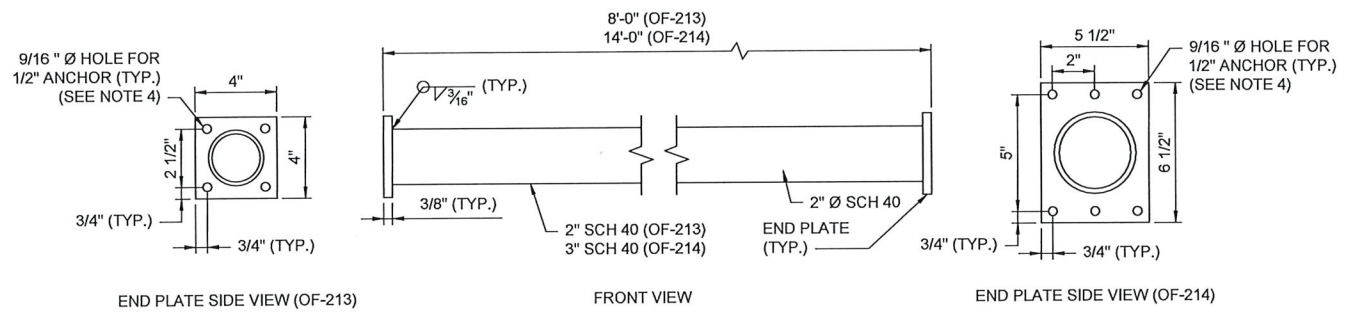 9/16 " Ø HOLE FOR
1/2" ANCHOR (TYP.)
(SEE NOTE 4)
4"
4"
2 1/2"
3/4" (TYP.)
3/4" (TYP.)
END PLATE SIDE VIEW (OF-213)
8'-0" (OF-213)
14'-0" (OF-214)
3/16" (TYP.)
3/8" (TYP.)
2" SCH 40 (OF-213)
3" SCH 40 (OF-214)
2" Ø SCH 40
END PLATE
(TYP.)
FRONT VIEW
5 1/2"
2"
9/16 " Ø HOLE FOR
1/2" ANCHOR (TYP.)
(SEE NOTE 4)
5"
6 1/2"
3/4" (TYP.)
3/4" (TYP.)
END PLATE SIDE VIEW (OF-214)